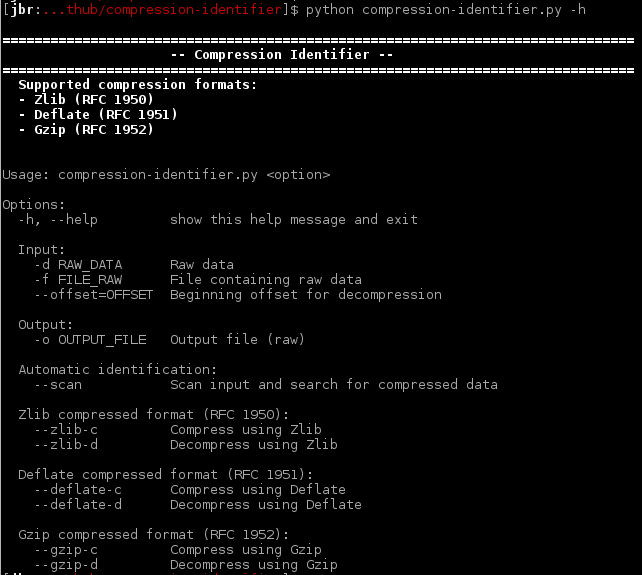 [jbr:...thub/compression-identifier]$ python compression-identifier.py -h
===============================================================================
-- Compression Identifier --
===============================================================================
Supported compression formats:
- Zlib (RFC 1950)
- Deflate (RFC 1951)
- Gzip (RFC 1952)
Usage: compression-identifier.py <option>
Options:
-h, --help show this help message and exit
Input:
-d RAW_DATA Raw data
-f FILE_RAW File containing raw data
--offset=OFFSET Beginning offset for decompression
Output:
-o OUTPUT_FILE Output file (raw)
Automatic identification:
--scan Scan input and search for compressed data
Zlib compressed format (RFC 1950):
--zlib-c Compress using Zlib
--zlib-d Decompress using Zlib
Deflate compressed format (RFC 1951):
--deflate-c Compress using Deflate
--deflate-d Decompress using Deflate
Gzip compressed format (RFC 1952):
--gzip-c Compress using Gzip
--gzip-d Decompress using Gzip